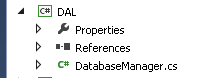 C# DAL
Properties
References
C# DatabaseManager.cs